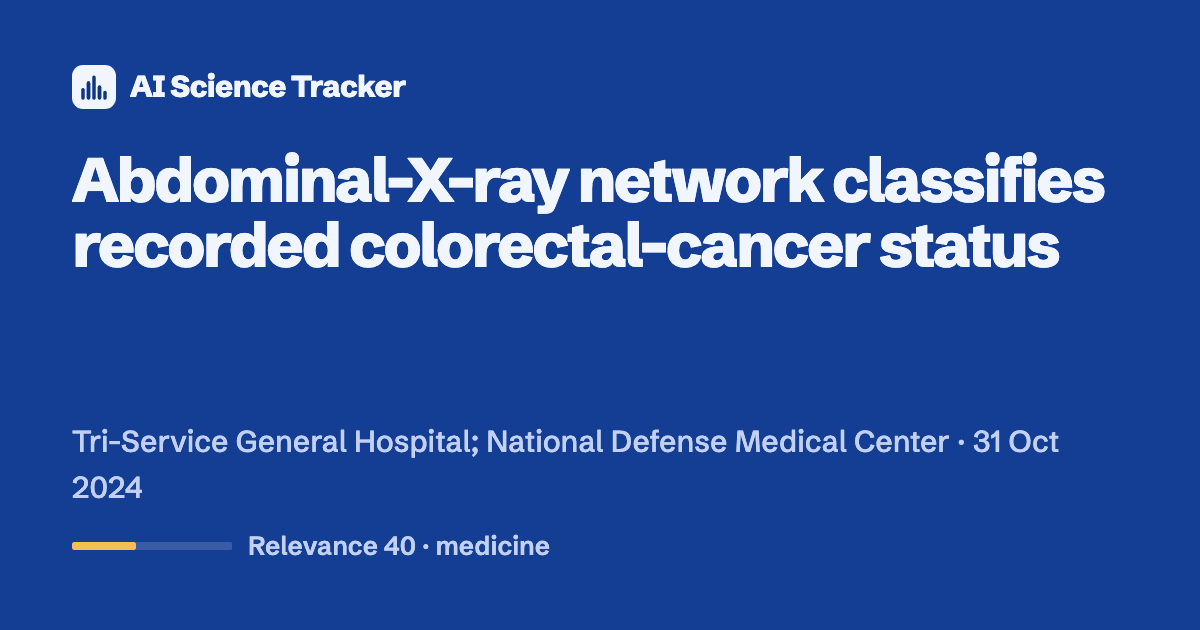 AI Science Tracker
Abdominal-X-ray network classifies
recorded colorectal-cancer status
Tri-Service General Hospital; National Defense Medical Center · 31 Oct
2024
Relevance 40 · medicine